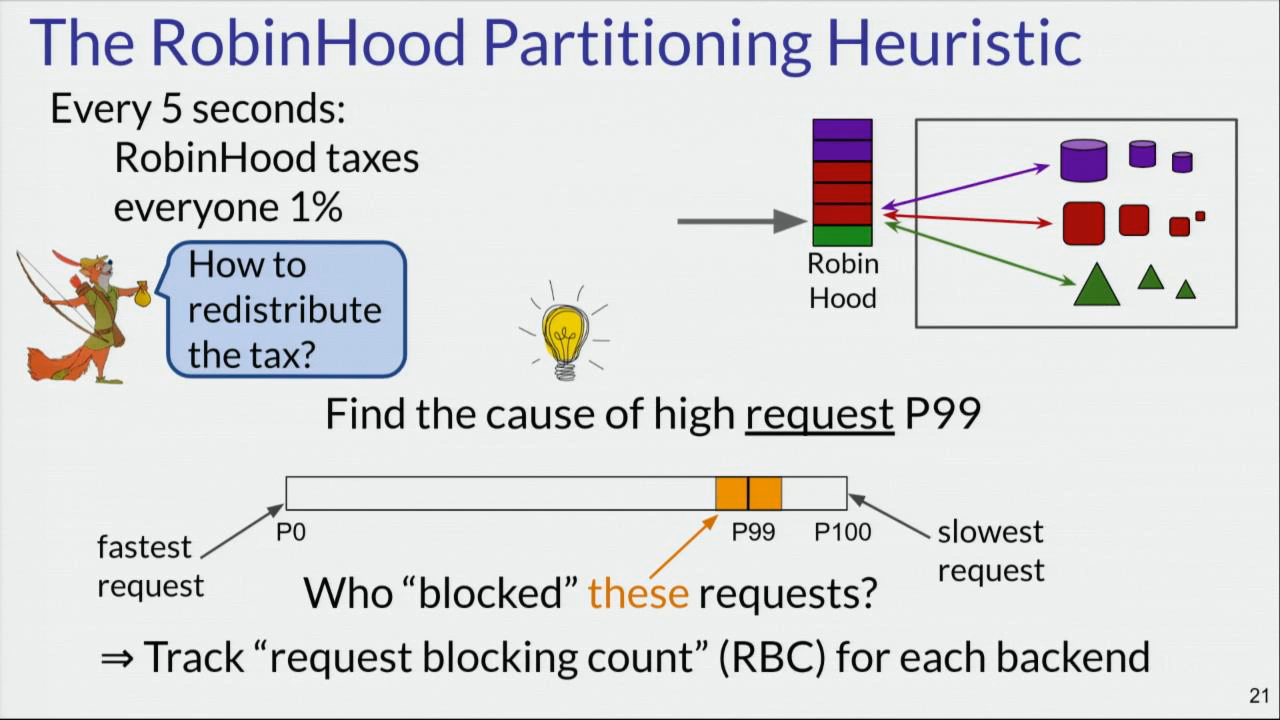 The RobinHood Partitioning Heuristic
Every 5 seconds:
RobinHood taxes
everyone 1%
How to
redistribute
the tax?
Robin
Hood
Find the cause of high request P99
P0
P99
P100
fastest
request
slowest
request
Who “blocked” these requests?
⇒ Track “request blocking count” (RBC) for each backend
21